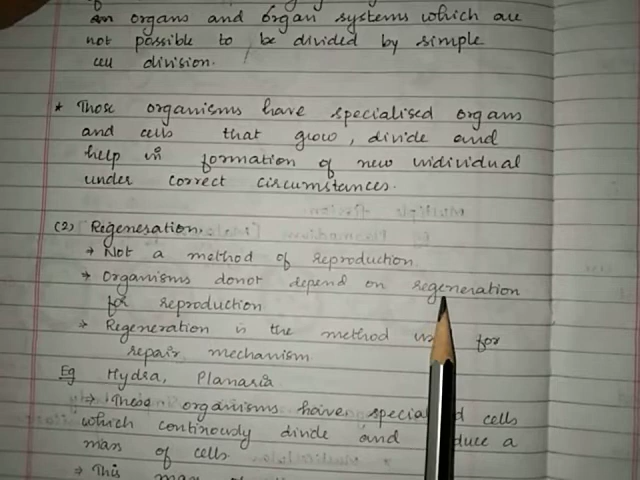 an organs and organ systems which are
not possible to be divided by simple
cell division.
* Those organisms have specialised organs
and cells that grow, divide and
help in formation of new individual
under correct circumstances.
(2) Regeneration.
→ Not a method of reproduction
→ Organisms donot depend on regeneration
for reproduction
→ Regeneration is the method for
repair mechanism
Eg Hydra, Planaria
→ These organisms have cells
which continously divide and a
mass of cells
→ This